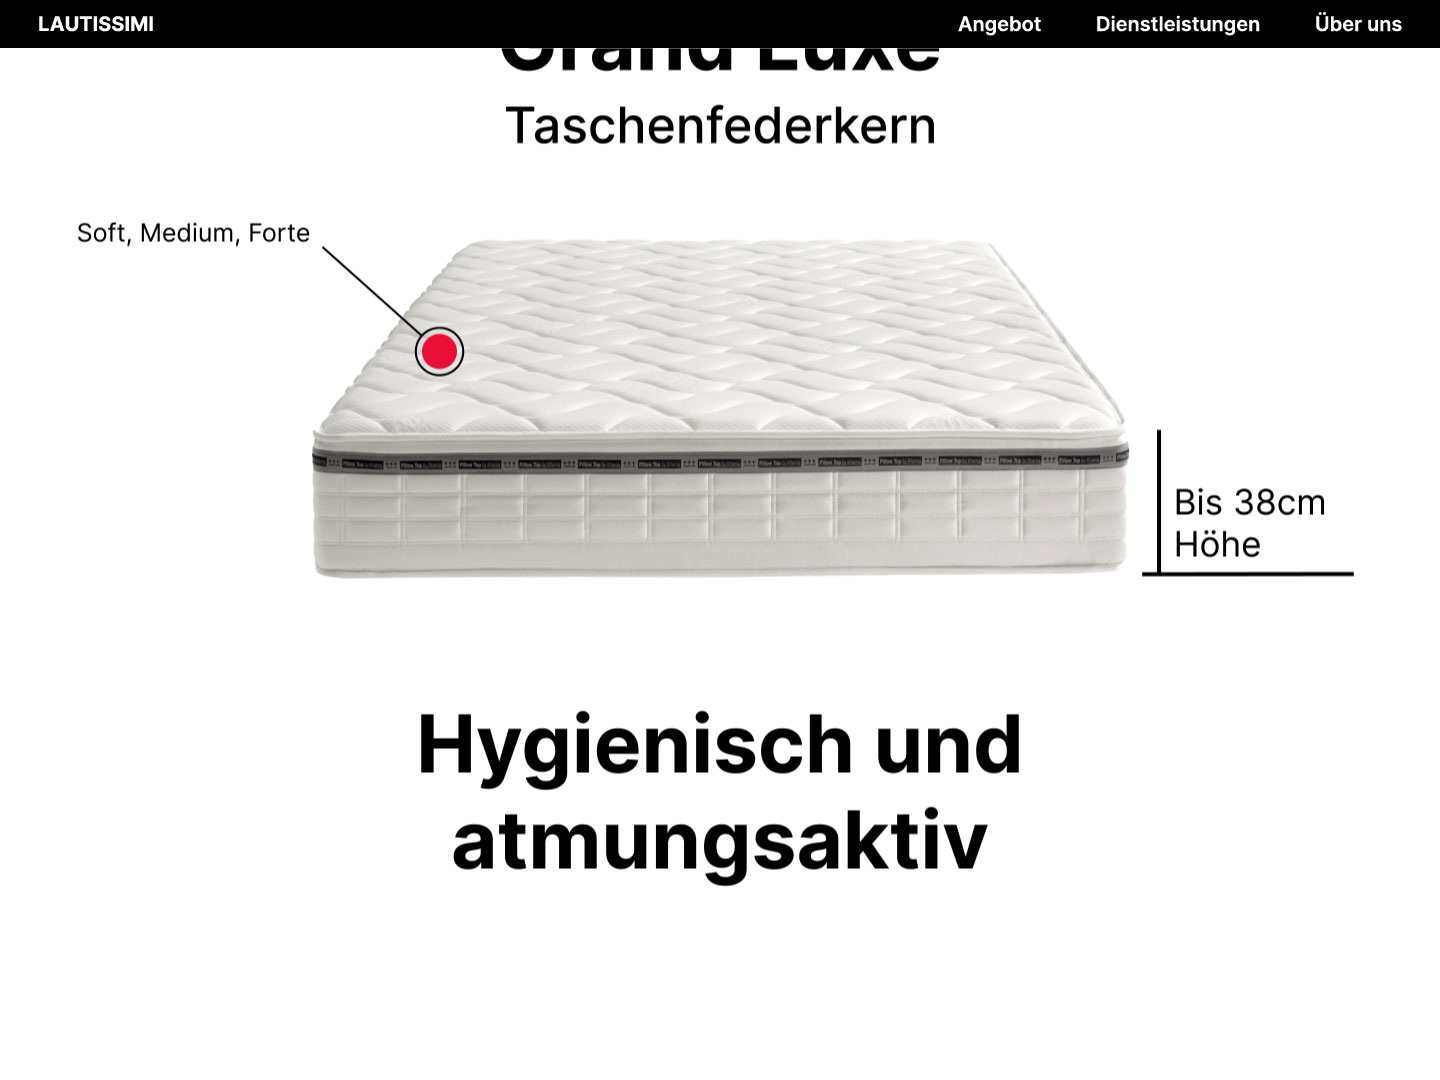 LAUTISSIMI
Angebot
Dienstleistungen
Über uns
Grand Luxe
Taschenfederkern
Soft, Medium, Forte
Bis 38cm
Höhe
Hygienisch und
atmungsaktiv